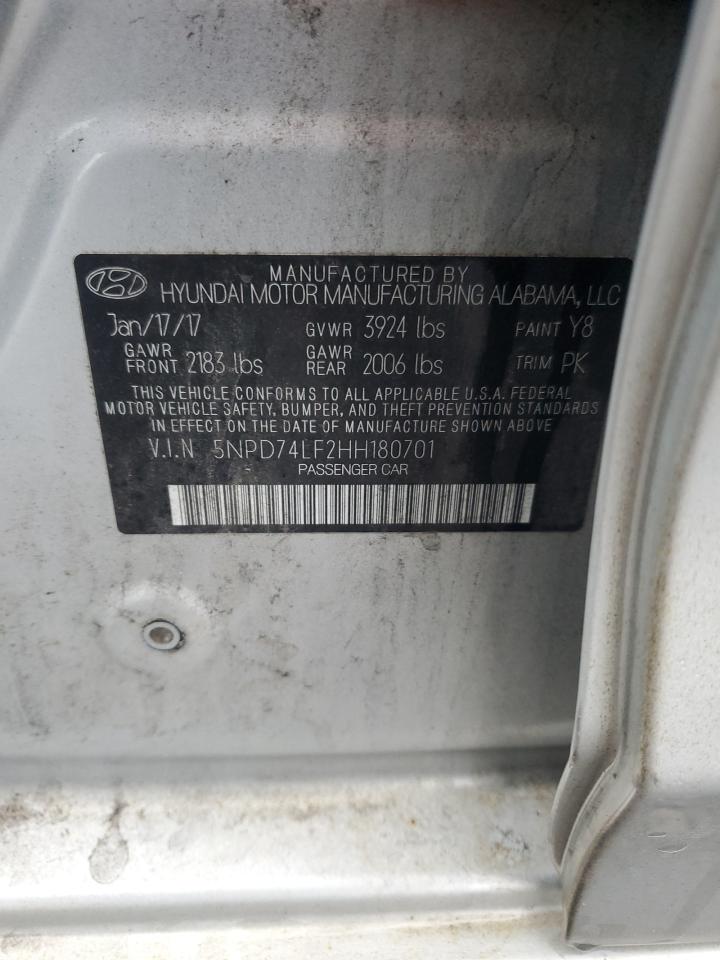 MANUFACTURED BY
HYUNDAI MOTOR MANUFACTURING ALABAMA, LLC
Jan/17/17 GVWR 3924 lbs PAINT Y8
GAWR FRONT 2183 lbs GAWR REAR 2006 lbs TRIM PK
THIS VEHICLE CONFORMS TO ALL APPLICABLE U.S.A. FEDERAL
MOTOR VEHICLE SAFETY, BUMPER, AND THEFT PREVENTION STANDARDS
IN EFFECT ON THE DATE OF MANUFACTURE SHOWN ABOVE
V.I.N 5NPD74LF2HH180701
PASSENGER CAR